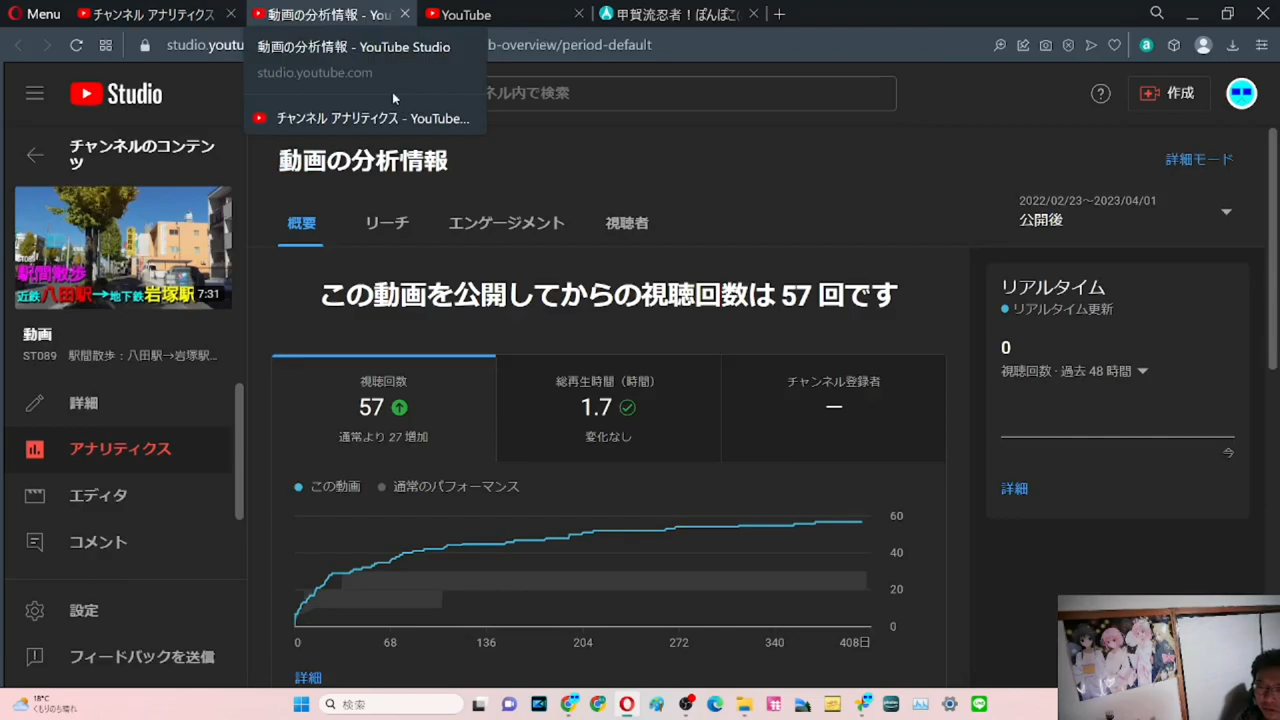 Menu
チャンネル アナリティクス
動画の分析情報 - You
YouTube
甲賀流忍者！ぽんぽこ
studio.youtu
b-overview/period-default
動画の分析情報 - YouTube Studio
studio.youtube.com
チャンネル アナリティクス - YouTube...
Studio
ネル内で検索
作成
チャンネルのコンテン
ツ
動画の分析情報
詳細モード
2022/02/23～2023/04/01
公開後
概要
リーチ
エンゲージメント
視聴者
駅間散歩
近鉄八田駅→地下鉄岩塚駅
7:31
動画
ST089 駅間散歩：八田駅→岩塚駅...
詳細
アナリティクス
エディタ
コメント
設定
フィードバックを送信
この動画を公開してからの視聴回数は 57 回です
視聴回数
57
通常より 27 増加
総再生時間（時間）
1.7
変化なし
チャンネル登録者
—
この動画
通常のパフォーマンス
60
40
20
0
0
68
136
204
272
340
408日
詳細
リアルタイム
リアルタイム更新
0
視聴回数・過去 48 時間
今
詳細
18°C
くもりのち晴れ
検索